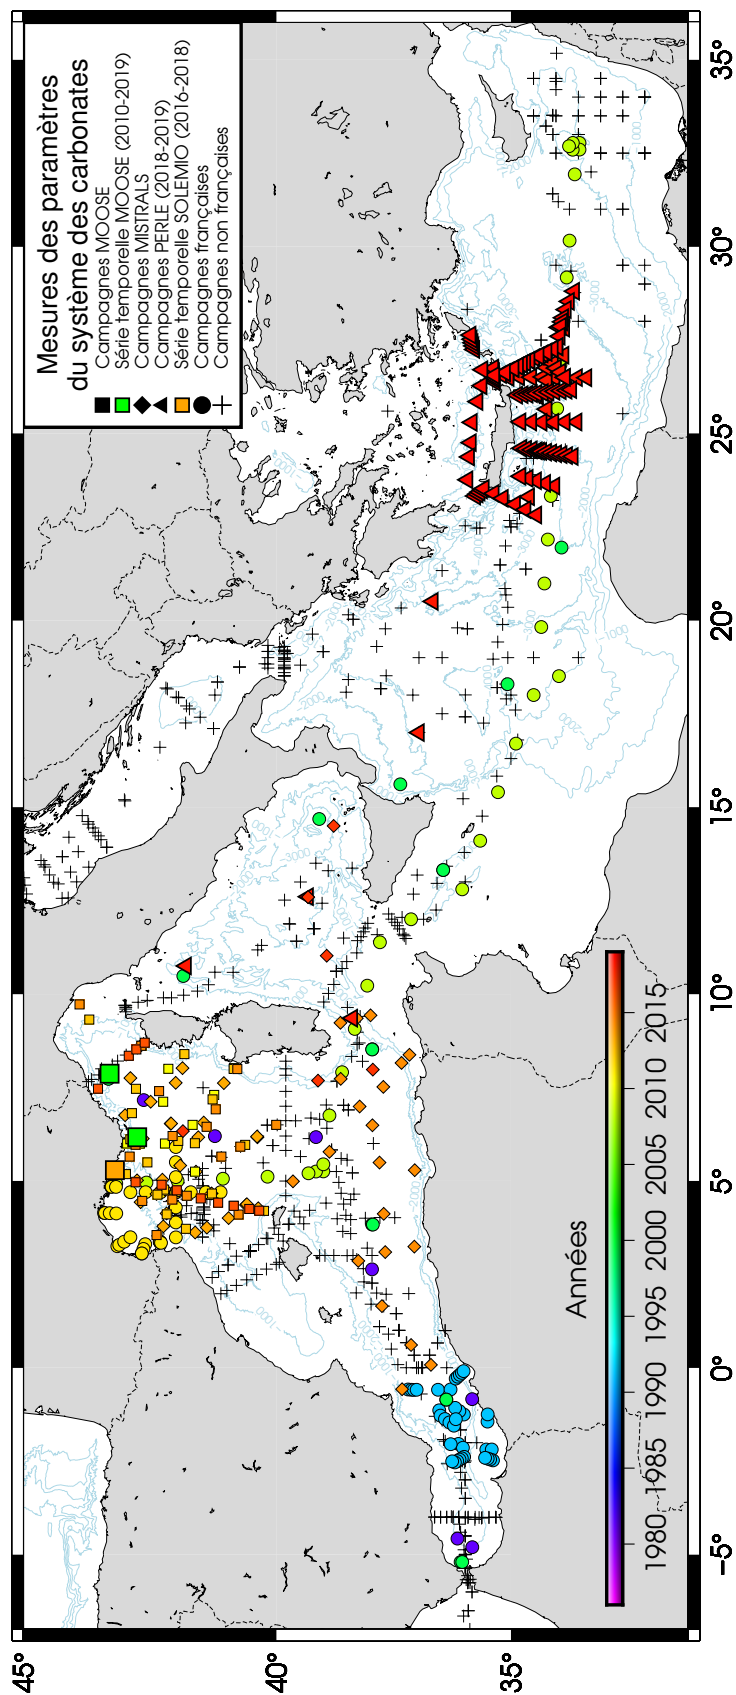 Mesures des paramètres
du système des carbonates
Campagnes MOOSE
Série temporelle MOOSE (2010-2019)
Campagnes MISTRALS
Campagnes PERLE (2018-2019)
Série temporelle SOLEMIO (2016-2018)
Campagnes françaises
Campagnes non françaises
45°
40°
35°
−5°
0°
5°
10°
15°
20°
25°
30°
35°
Années
1980
1985
1990
1995
2000
2005
2010
2015